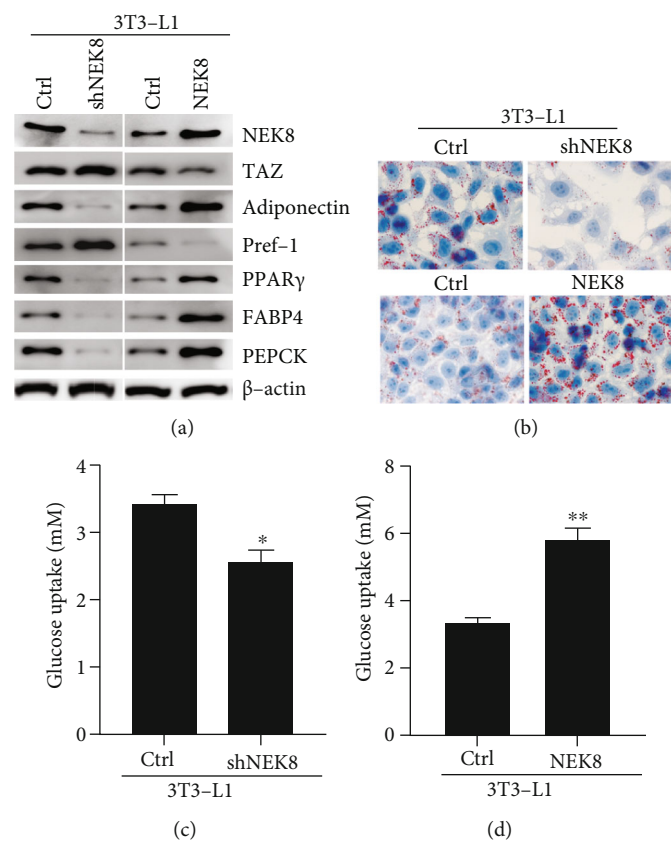 3T3–L1
Ctrl
shNEK8
Ctrl
NEK8
NEK8
TAZ
Adiponectin
Pref–1
PPARγ
FABP4
PEPCK
β–actin
(a)
3T3–L1
Ctrl
shNEK8
Ctrl
NEK8
(b)
4
3
2
1
0
Glucose uptake (mM)
*
Ctrl
shNEK8
3T3–L1
(c)
8
6
4
2
0
Glucose uptake (mM)
**
Ctrl
NEK8
3T3–L1
(d)